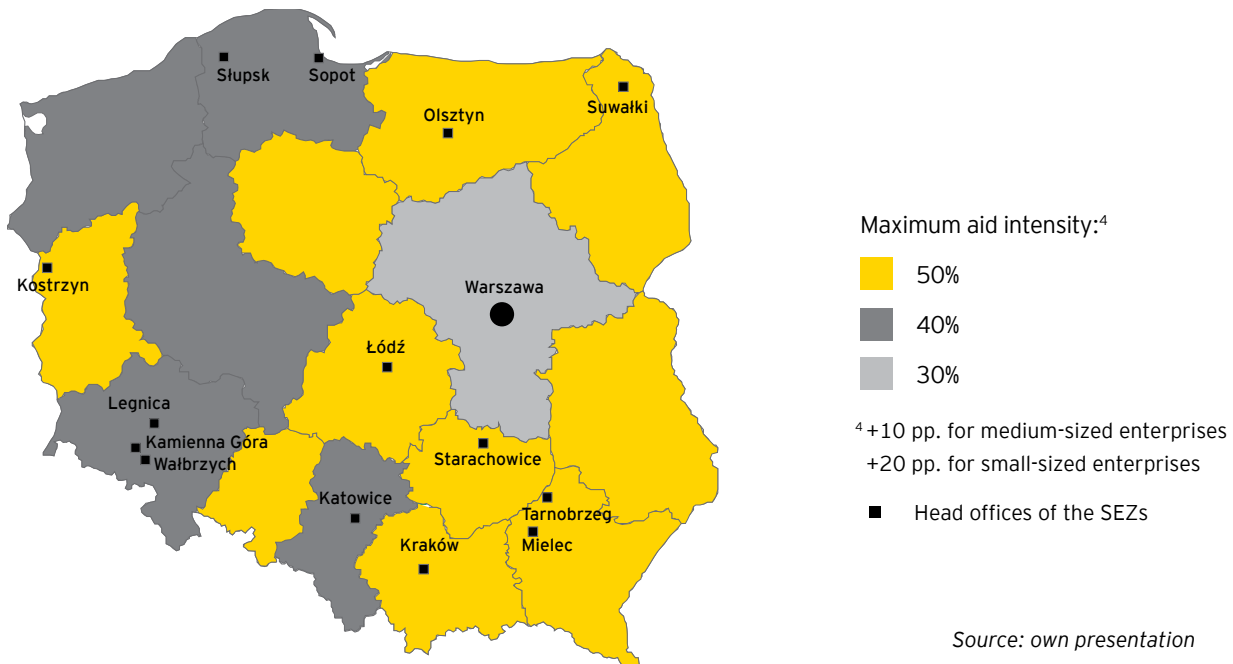 Słupsk
Sopot
Suwałki
Olsztyn
Kostrzyn
Warszawa
Łódź
Legnica
Kamienna Góra
Wałbrzych
Starachowice
Katowice
Tarnobrzeg
Mielec
Kraków
Maximum aid intensity:⁴
50%
40%
30%
⁴ +10 pp. for medium-sized enterprises
+20 pp. for small-sized enterprises
Head offices of the SEZs
Source: own presentation